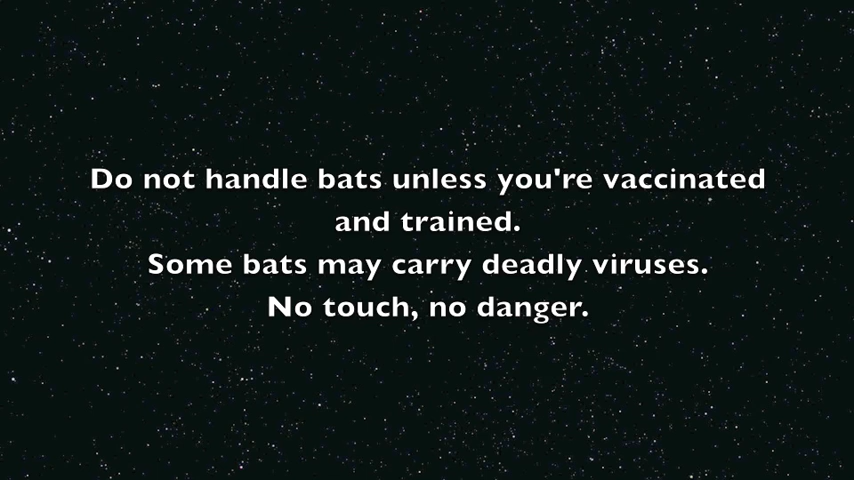 Do not handle bats unless you're vaccinated
and trained.
Some bats may carry deadly viruses.
No touch, no danger.